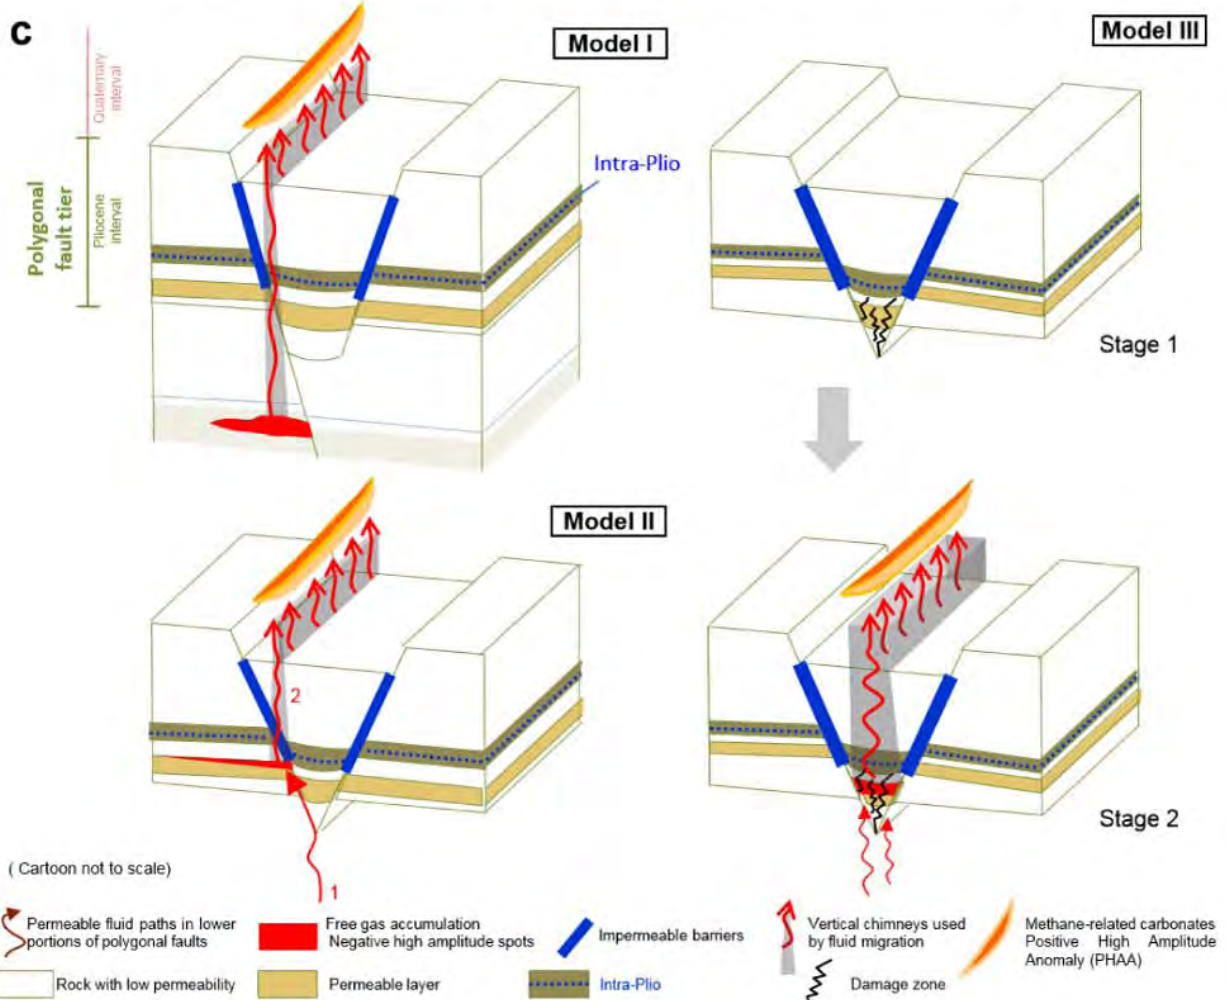 c
Model I
Model III
Quaternary
interval
Polygonal
fault tier
Pliocene
interval
Intra-Plio
Stage 1
Model II
2
1
Stage 2
( Cartoon not to scale)
Permeable fluid paths in lower
portions of polygonal faults
Free gas accumulation
Negative high amplitude spots
Impermeable barriers
Vertical chimneys used
by fluid migration
Methane-related carbonates
Positive High Amplitude
Anomaly (PHAA)
Rock with low permeability
Permeable layer
Intra-Plio
Damage zone